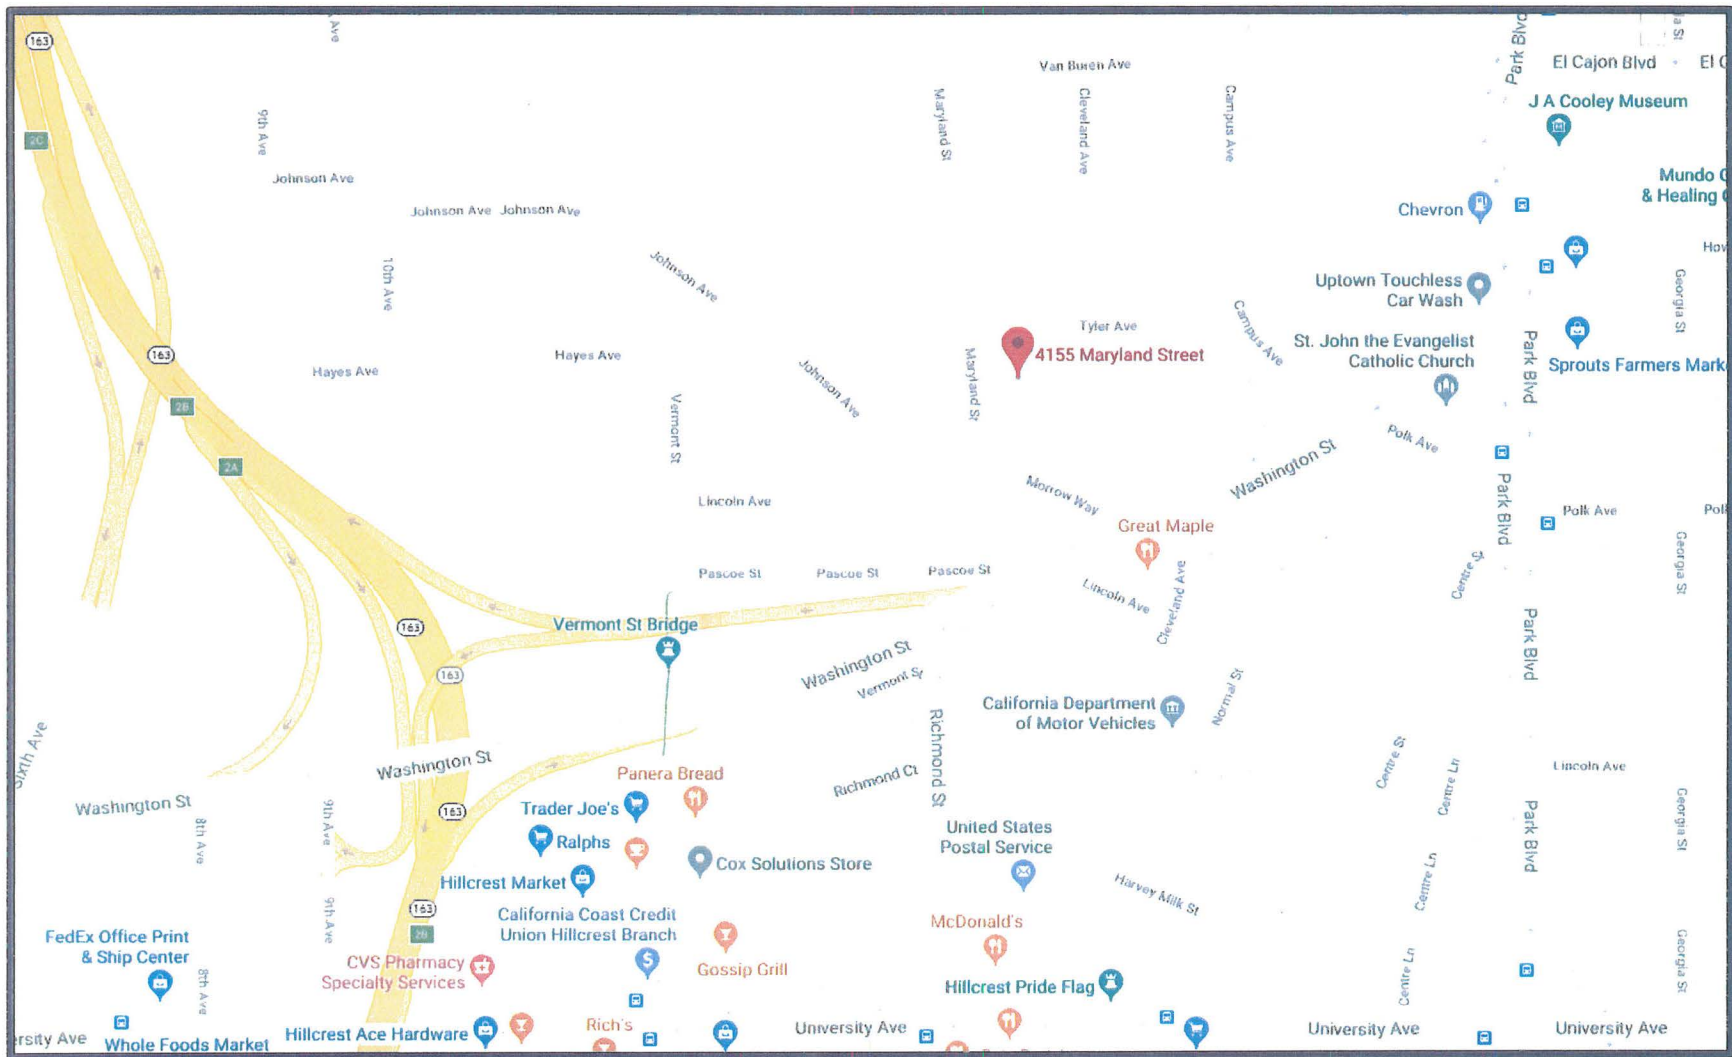 Ave
163
Park Blvd
la St
El Cajon Blvd
El C
Van Buren Ave
J A Cooley Museum
2C
9th Ave
Maryland St
Cleveland Ave
Campus Ave
Johnson Ave
Mundo C
& Healing C
Johnson Ave
Johnson Ave
Chevron
How
10th Ave
Johnson Ave
Uptown Touchless
Car Wash
Georgia St
163
Hayes Ave
Hayes Ave
Tyler Ave
4155 Maryland Street
Campus Ave
St. John the Evangelist
Catholic Church
Park Blvd
Sprouts Farmers Mark
2B
Vermont St
Johnson Ave
Maryland St
2A
Polk Ave
Washington St
Lincoln Ave
Morrow Way
Great Maple
Park Blvd
Polk Ave
Pol
Pascoe St
Pascoe St
Pascoe St
Lincoln Ave
Cleveland Ave
Centre St
Georgia St
163
Vermont St Bridge
Washington St
Vermont St
Park Blvd
163
California Department
of Motor Vehicles
Normal St
Sixth Ave
Washington St
Richmond St
Richmond Ct
Centre St
Centre Ln
Lincoln Ave
Washington St
Panera Bread
Trader Joe's
163
8th Ave
9th Ave
Ralphs
United States
Postal Service
Park Blvd
Georgia St
Cox Solutions Store
Hillcrest Market
Harvey Milk St
Centre Ln
163
2B
9th Ave
California Coast Credit
Union Hillcrest Branch
McDonald's
FedEx Office Print
& Ship Center
CVS Pharmacy
Specialty Services
Gossip Grill
8th Ave
Hillcrest Pride Flag
Centre Ln
Georgia St
ersity Ave
Whole Foods Market
Hillcrest Ace Hardware
Rich's
University Ave
University Ave
University Ave